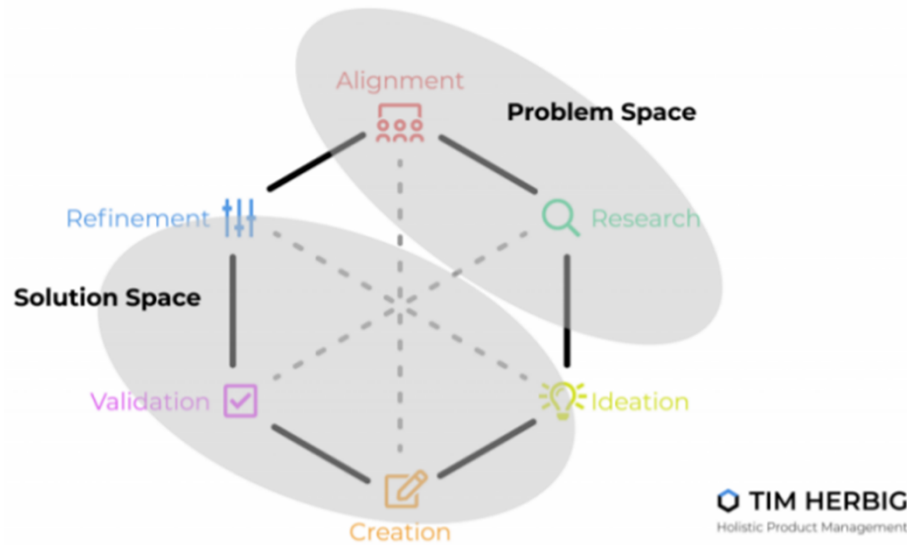 Alignment
Problem Space
Refinement
Research
Solution Space
Validation
Ideation
Creation
TIM HERBIG
Holistic Product Management